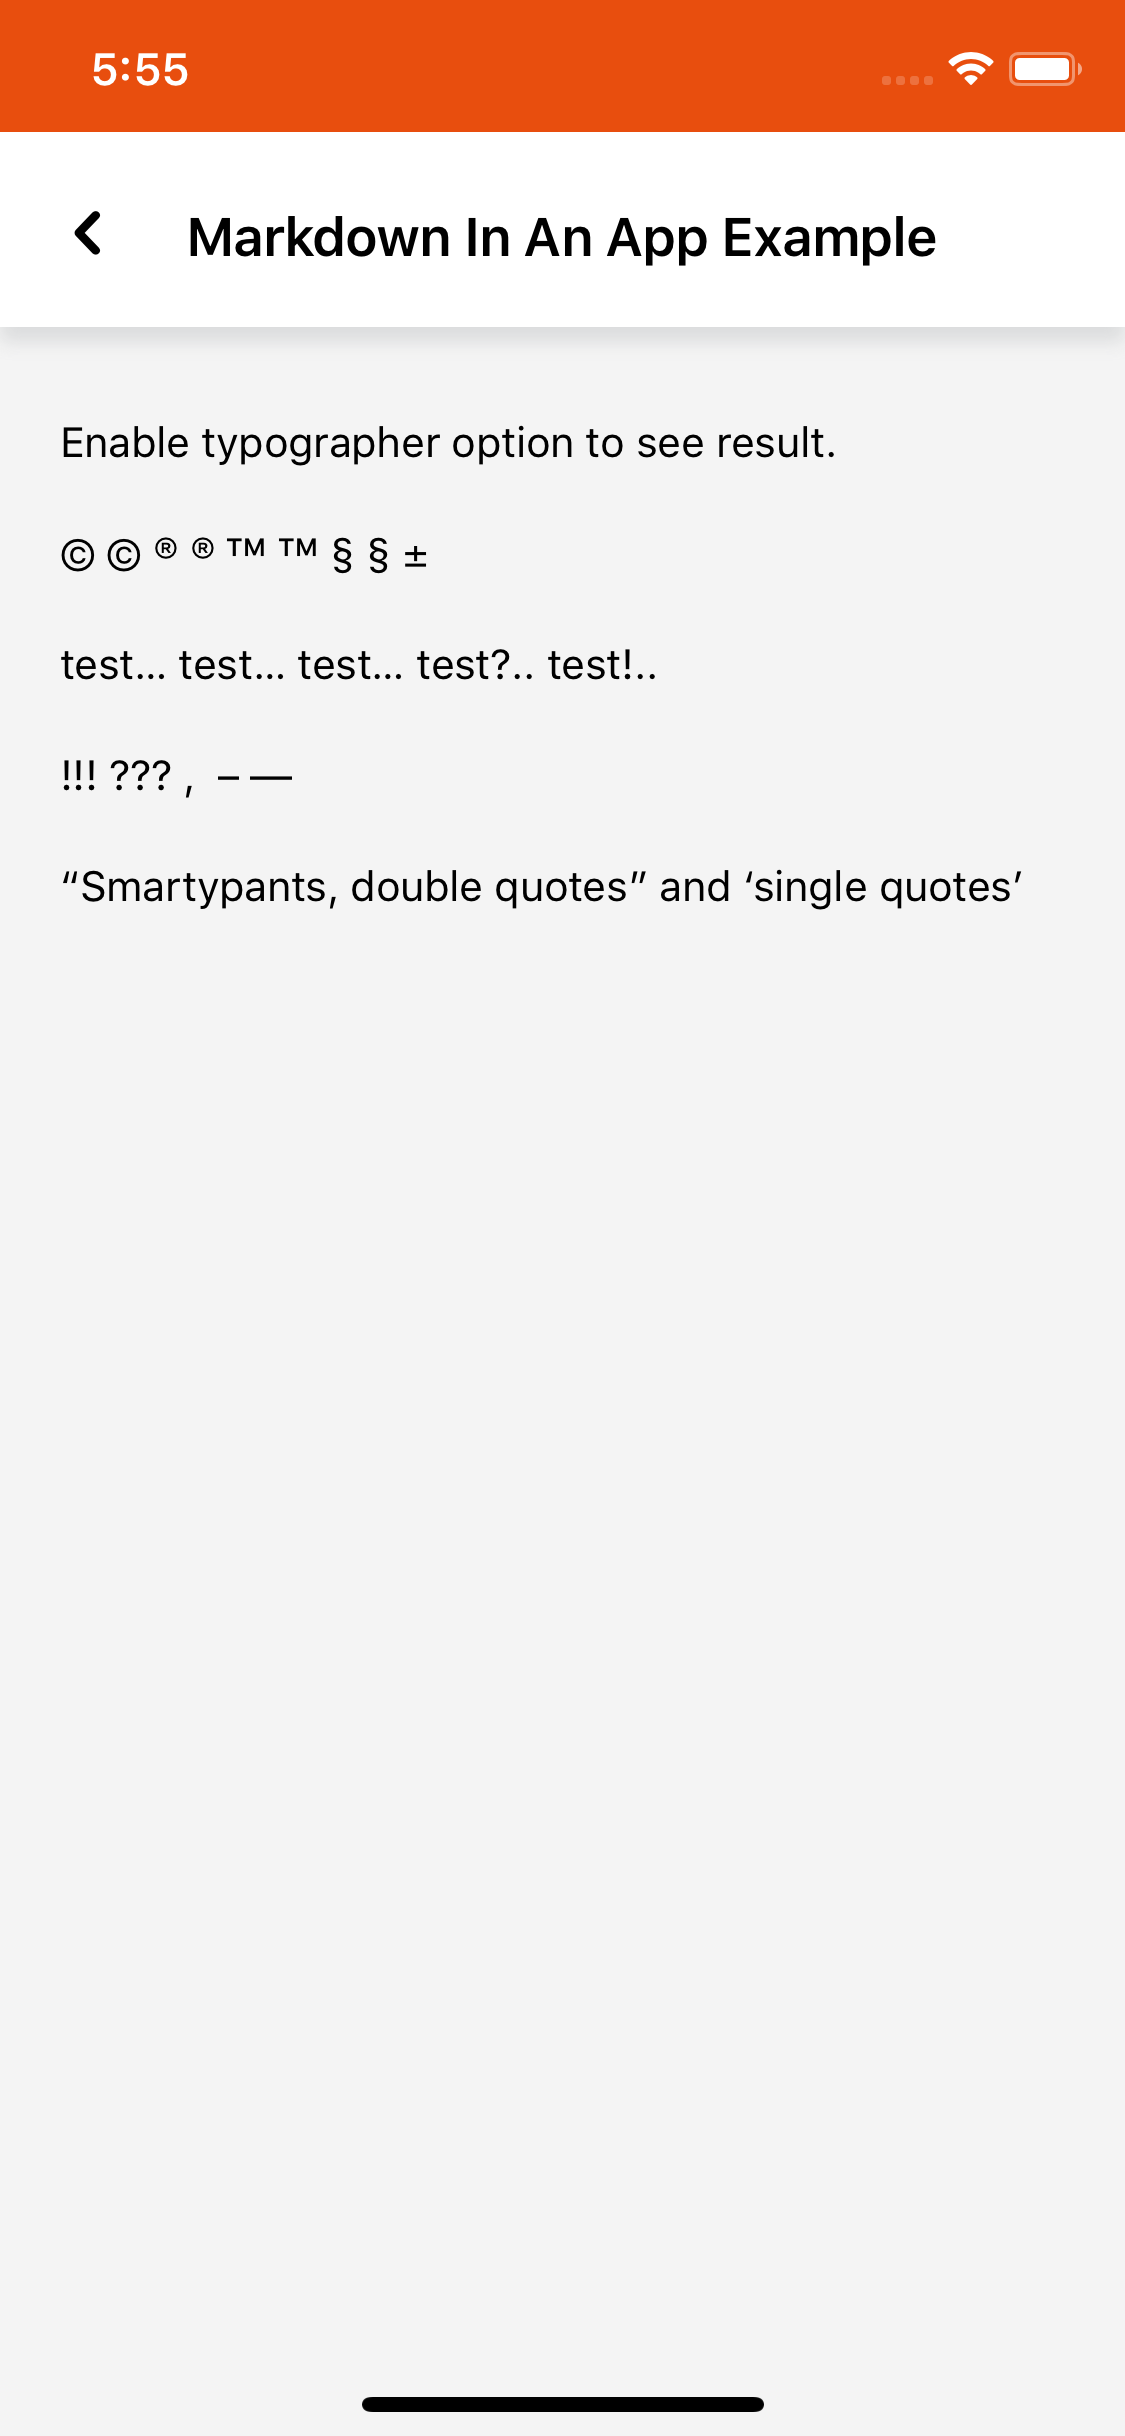 5:55
Markdown In An App Example
Enable typographer option to see result.
© © ® ® ™ ™ § § ±
test… test… test… test?.. test!..
!!! ??? , – —
“Smartypants, double quotes” and ‘single quotes’